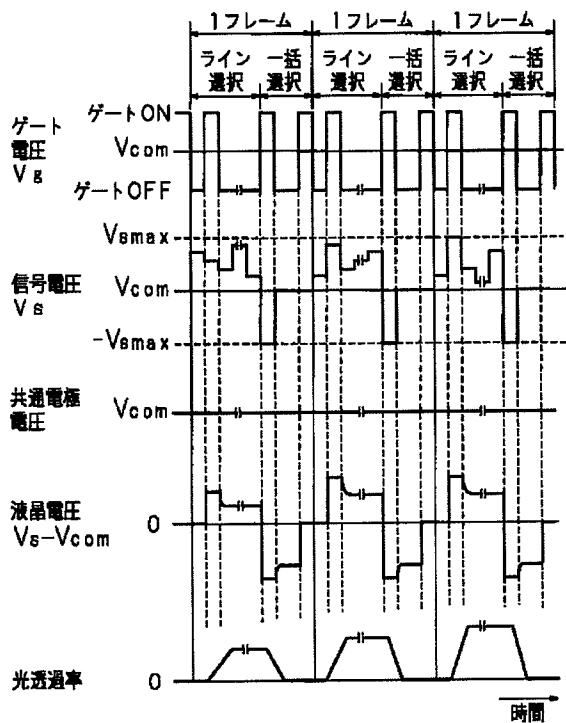 1フレーム 1フレーム 1フレーム
ライン 一括 ライン 一括 ライン 一括
選択 選択 選択 選択 選択 選択
ゲート
電圧
Vg
ゲートON
Vcom
ゲートOFF
信号電圧
Vs
Vsmax
Vcom
-Vsmax
共通電極
電圧
Vcom
液晶電圧
Vs-Vcom
0
光透過率
0
時間